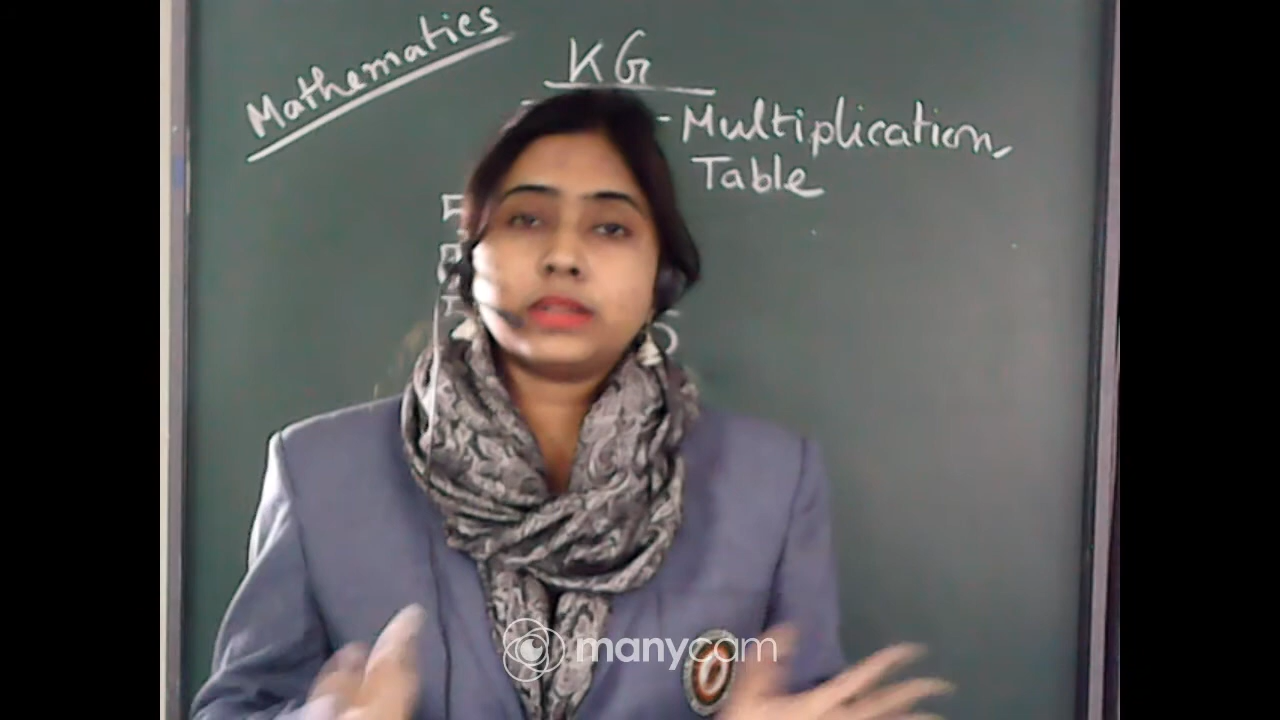 Mathematics
KG
- Multiplication
Table
manycam